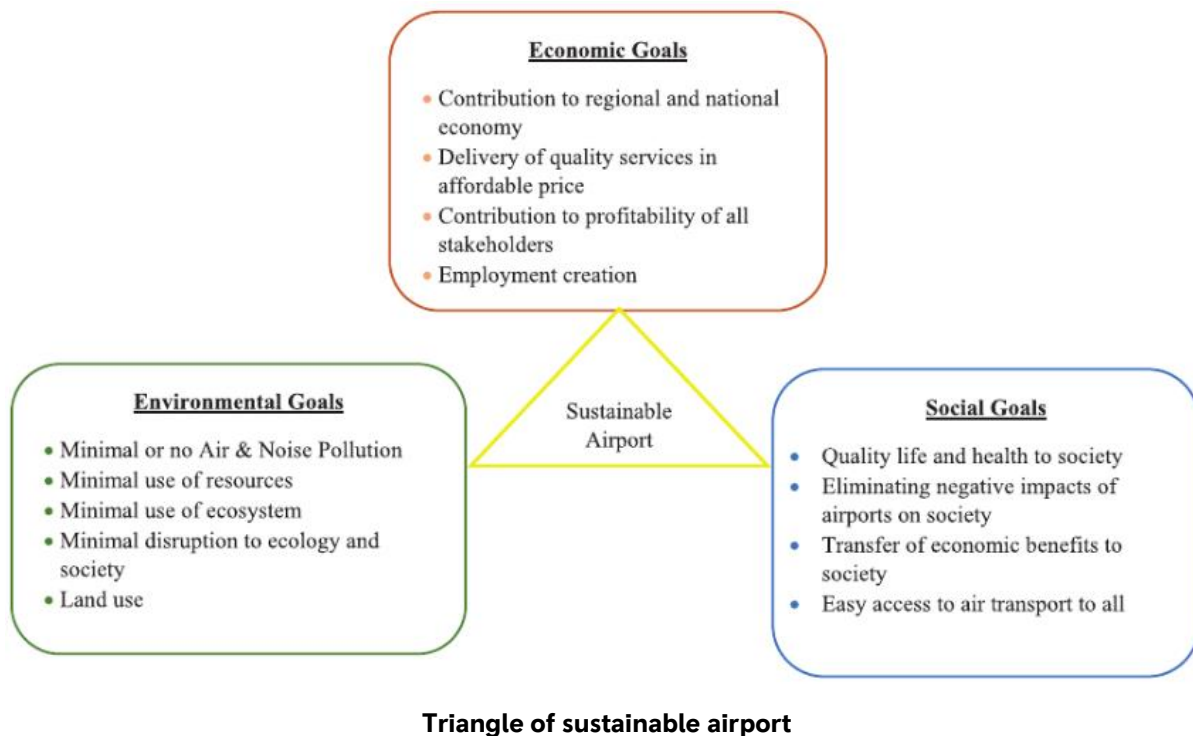 Economic Goals
• Contribution to regional and national
economy
• Delivery of quality services in
affordable price
• Contribution to profitability of all
stakeholders
• Employment creation
Sustainable
Airport
Environmental Goals
• Minimal or no Air & Noise Pollution
• Minimal use of resources
• Minimal use of ecosystem
• Minimal disruption to ecology and
society
• Land use
Social Goals
• Quality life and health to society
• Eliminating negative impacts of
airports on society
• Transfer of economic benefits to
society
• Easy access to air transport to all
Triangle of sustainable airport